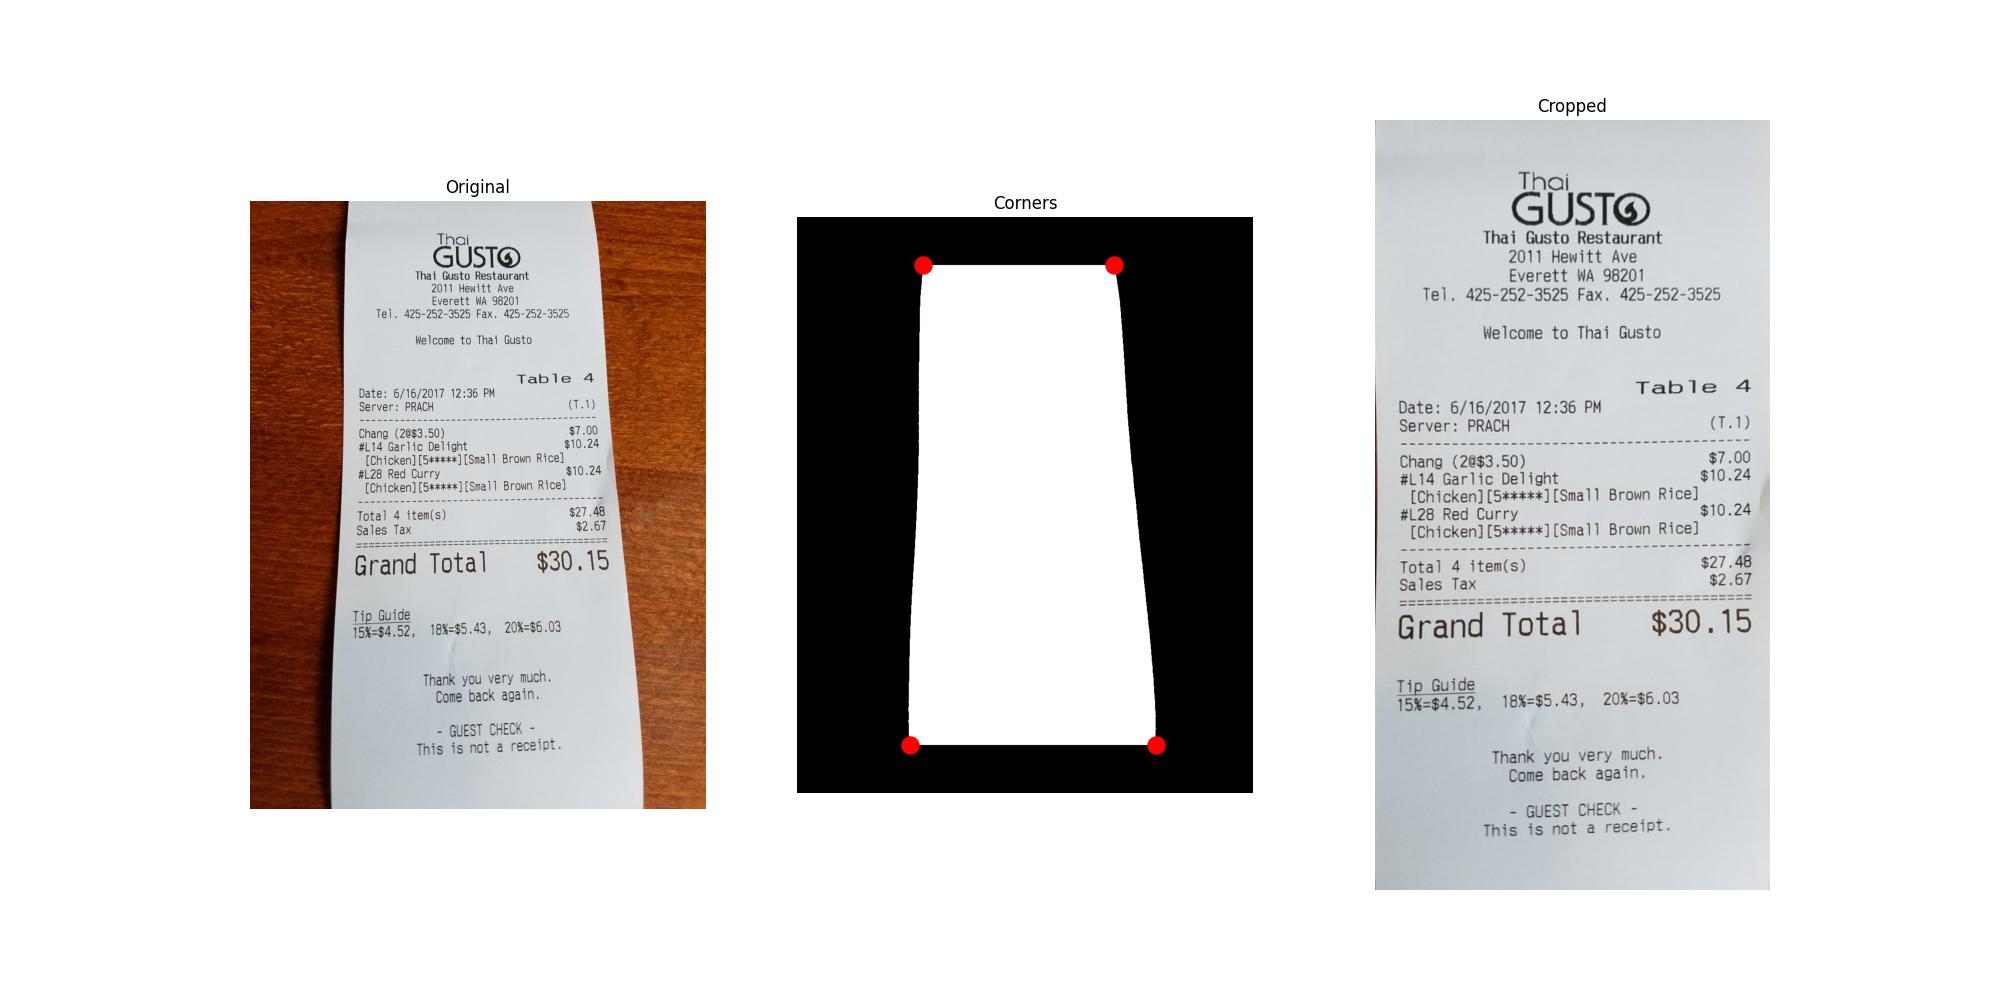 Original
Thai
GUSTO
Thai Gusto Restaurant
2011 Hewitt Ave
Everett WA 98201
Tel. 425-252-3525 Fax. 425-252-3525
Welcome to Thai Gusto
Table 4
Date: 6/16/2017 12:36 PM
Server: PRACH (T.1)
Chang (2@$3.50) $7.00
#L14 Garlic Delight $10.24
[Chicken][5*****][Small Brown Rice]
#L28 Red Curry $10.24
[Chicken][5*****][Small Brown Rice]
Total 4 item(s) $27.48
Sales Tax $2.67
Grand Total $30.15
Tip Guide
15%=$4.52, 18%=$5.43, 20%=$6.03
Thank you very much.
Come back again.
- GUEST CHECK -
This is not a receipt.
Corners
Cropped
Thai
GUSTO
Thai Gusto Restaurant
2011 Hewitt Ave
Everett WA 98201
Tel. 425-252-3525 Fax. 425-252-3525
Welcome to Thai Gusto
Table 4
Date: 6/16/2017 12:36 PM
Server: PRACH (T.1)
Chang (2@$3.50) $7.00
#L14 Garlic Delight $10.24
[Chicken][5*****][Small Brown Rice]
#L28 Red Curry $10.24
[Chicken][5*****][Small Brown Rice]
Total 4 item(s) $27.48
Sales Tax $2.67
Grand Total $30.15
Tip Guide
15%=$4.52, 18%=$5.43, 20%=$6.03
Thank you very much.
Come back again.
- GUEST CHECK -
This is not a receipt.